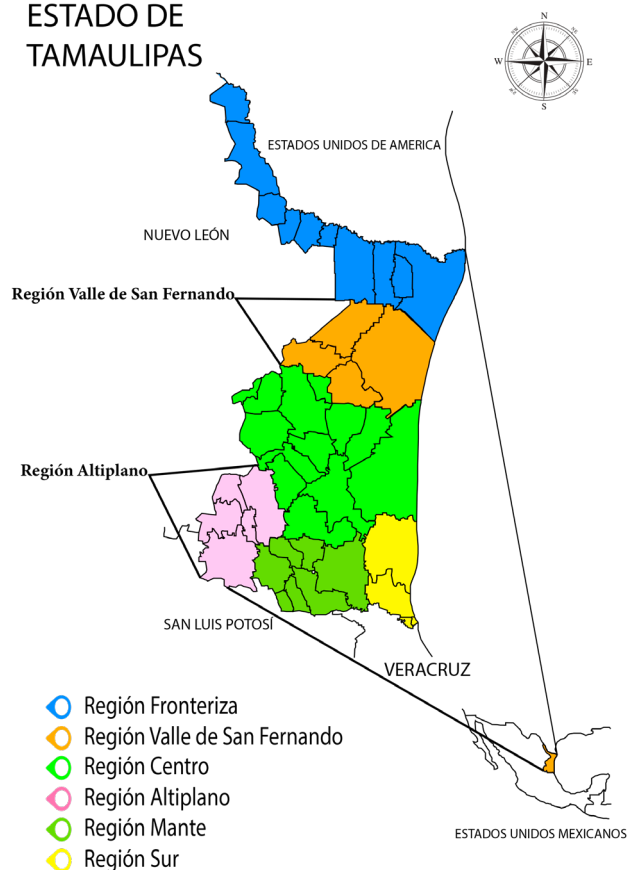 ESTADO DE
TAMAULIPAS
N
W
E
S
ESTADOS UNIDOS DE AMERICA
NUEVO LEÓN
Región Valle de San Fernando
Región Altiplano
SAN LUIS POTOSÍ
VERACRUZ
Región Fronteriza
Región Valle de San Fernando
Región Centro
Región Altiplano
Región Mante
Región Sur
ESTADOS UNIDOS MEXICANOS